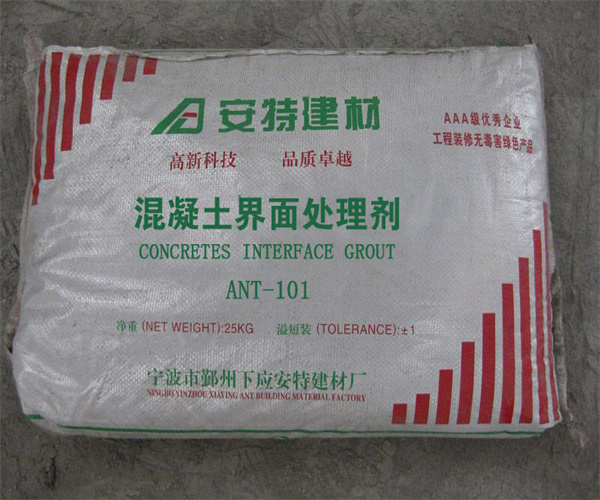 安特建材
AAA级优秀企业
工程装修无毒害绿色产品
高新科技 品质卓越
混凝土界面处理剂
CONCRETES INTERFACE GROUT
ANT-101
净重 (NET WEIGHT):25KG 溢短装 (TOLERANCE):±1
宁波市鄞州下应安特建材厂
NINGBO YINZHOU XIAYING ANT BUILDING MATERIAL FACTORY